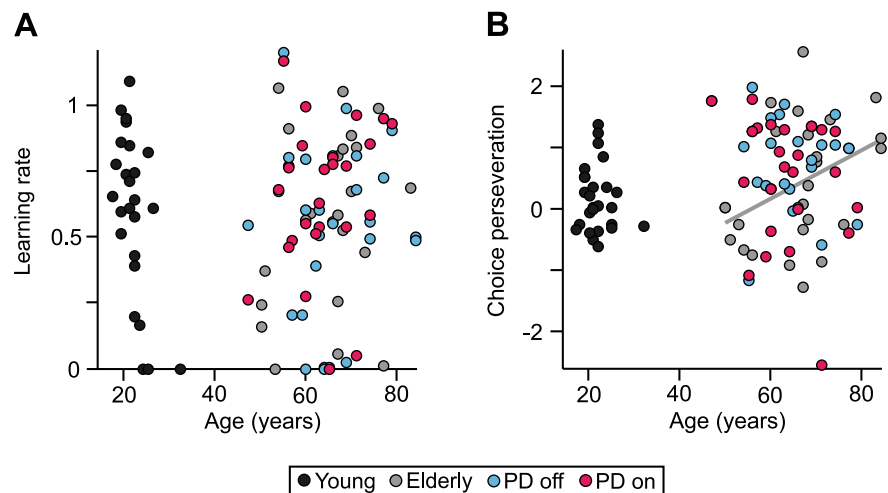 A
B
Learning rate
1
0.5
0
20 40 60 80
Age (years)
Choice perseveration
2
0
-2
20 40 60 80
Age (years)
Young Elderly PD off PD on